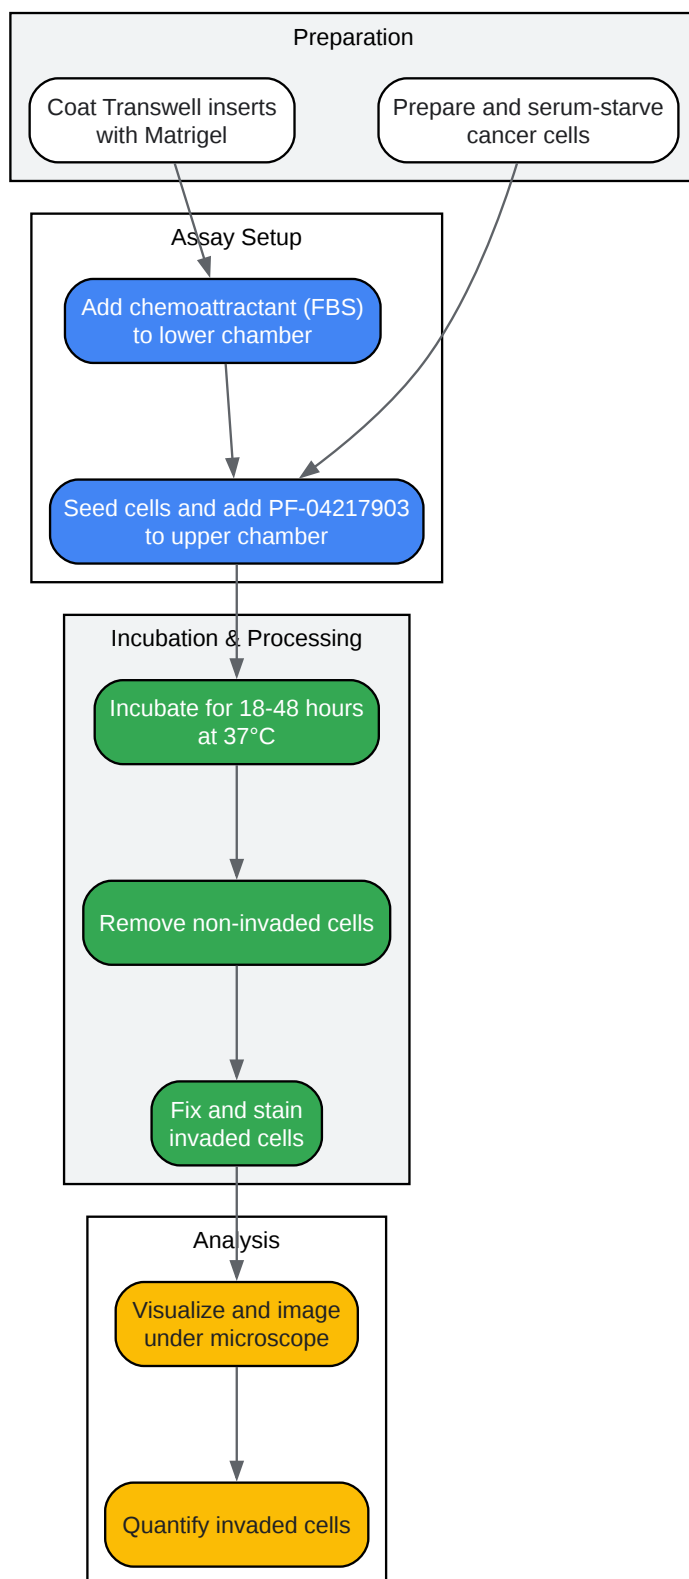 Preparation
Coat Transwell inserts
with Matrigel
Prepare and serum-starve
cancer cells
Assay Setup
Add chemoattractant (FBS)
to lower chamber
Seed cells and add PF-04217903
to upper chamber
Incubation & Processing
Incubate for 18-48 hours
at 37°C
Remove non-invaded cells
Fix and stain
invaded cells
Analysis
Visualize and image
under microscope
Quantify invaded cells